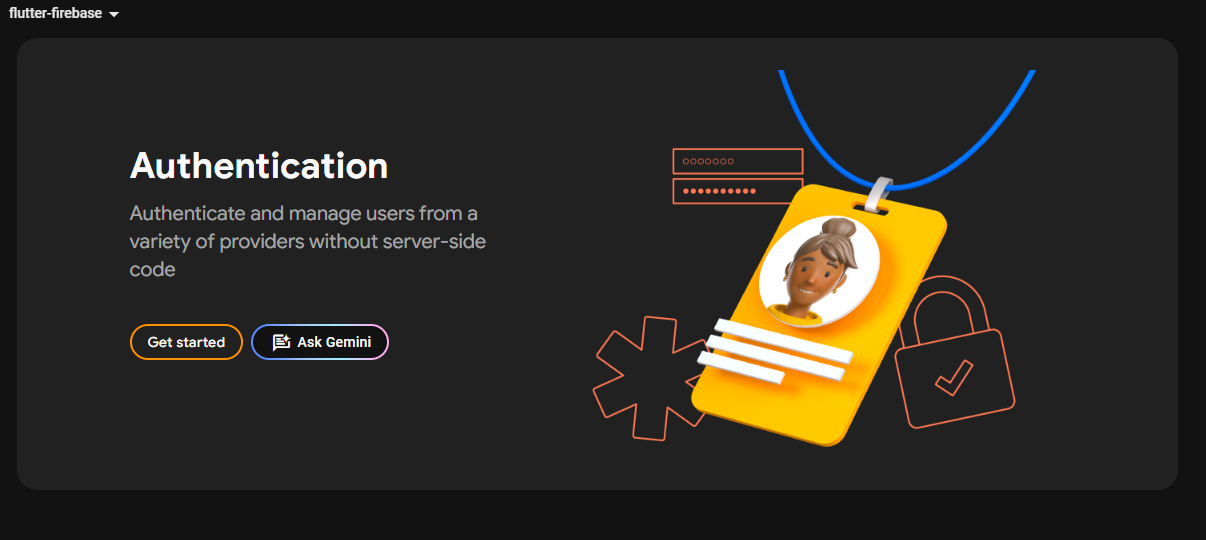 flutter-firebase
Authentication
Authenticate and manage users from a
variety of providers without server-side
code
Get started
Ask Gemini